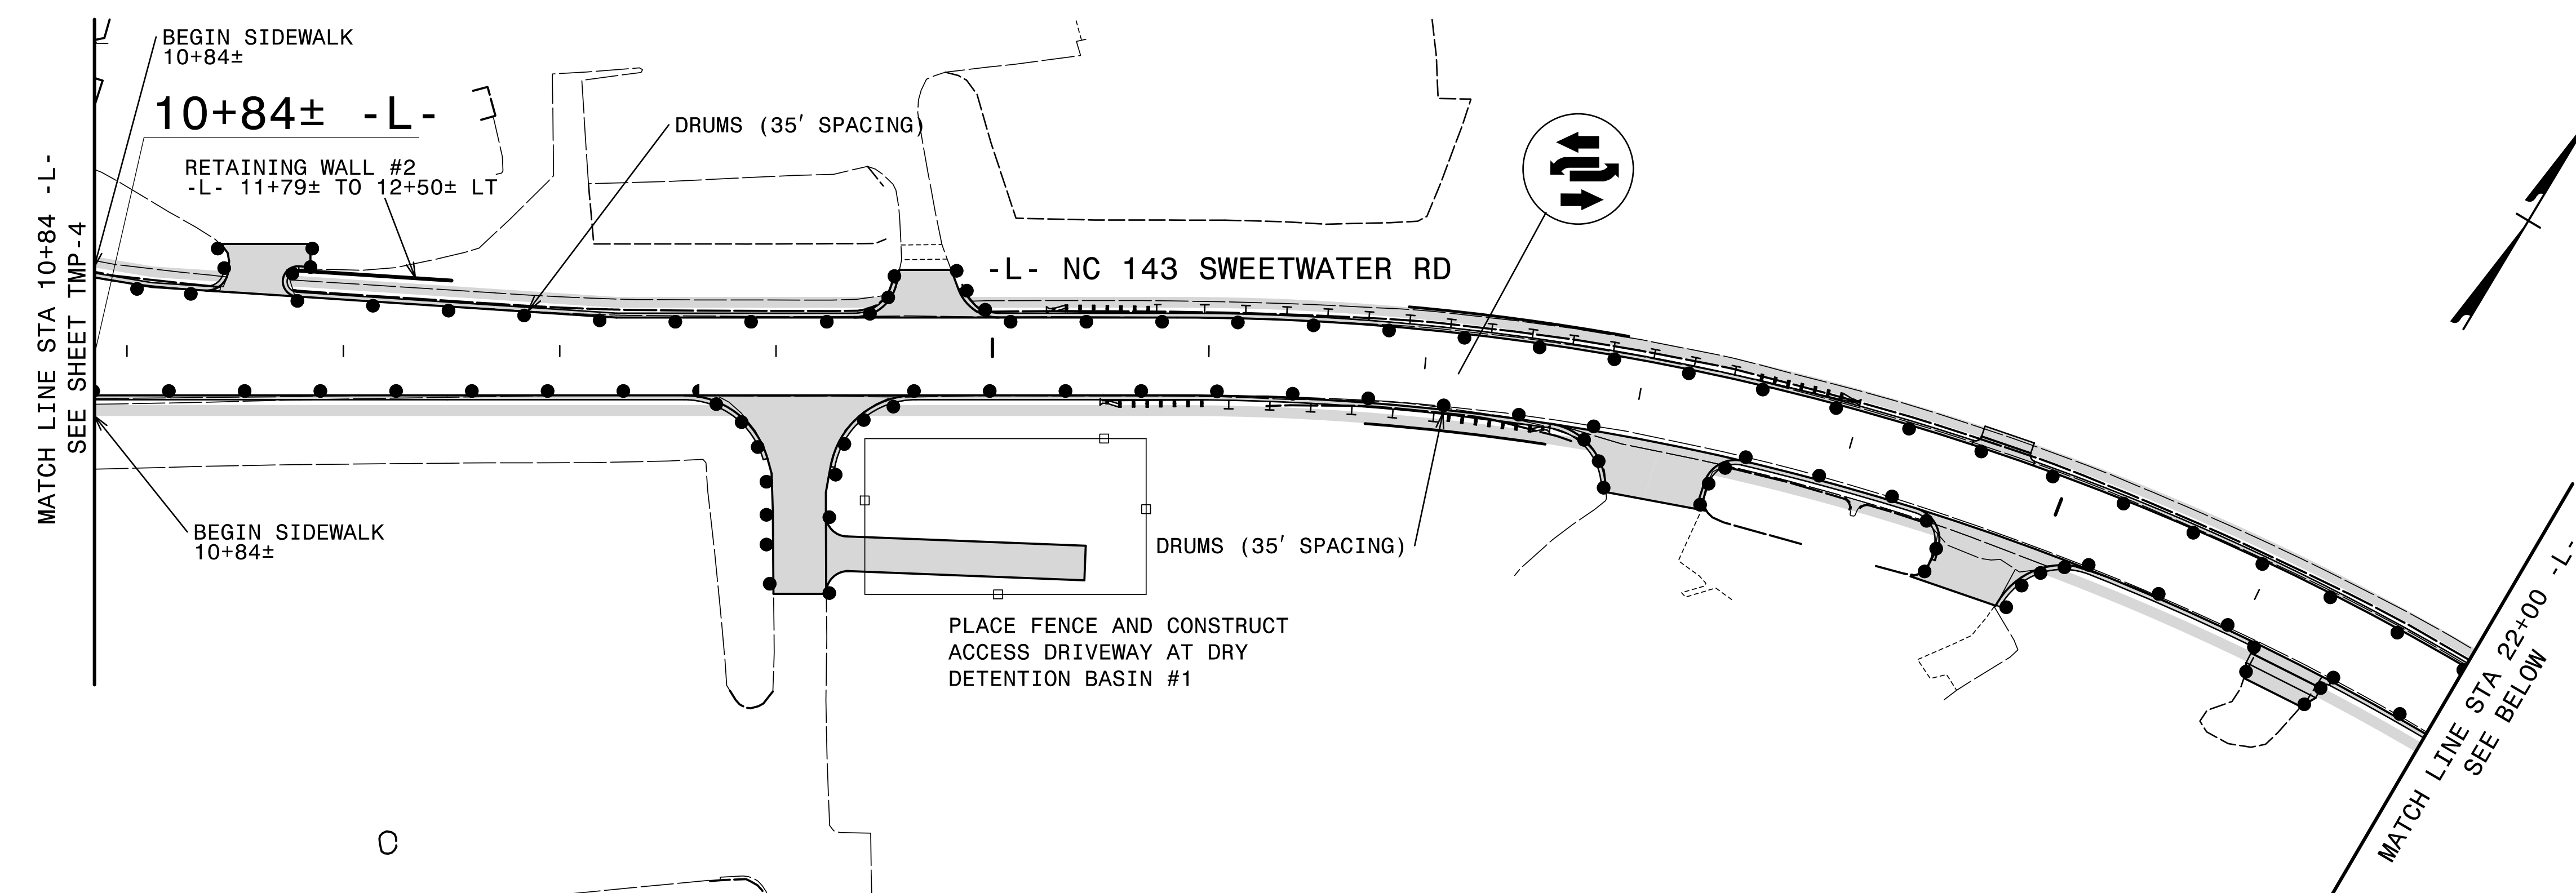 BEGIN SIDEWALK
10+84±
10+84± -L-
RETAINING WALL #2
-L- 11+79± TO 12+50± LT
DRUMS (35' SPACING)
MATCH LINE STA 10+84 -L-
SEE SHEET TMP-4
-L- NC 143 SWEETWATER RD
BEGIN SIDEWALK
10+84±
DRUMS (35' SPACING)
PLACE FENCE AND CONSTRUCT
ACCESS DRIVEWAY AT DRY
DETENTION BASIN #1
MATCH LINE STA 22+00 -L-
SEE BELOW